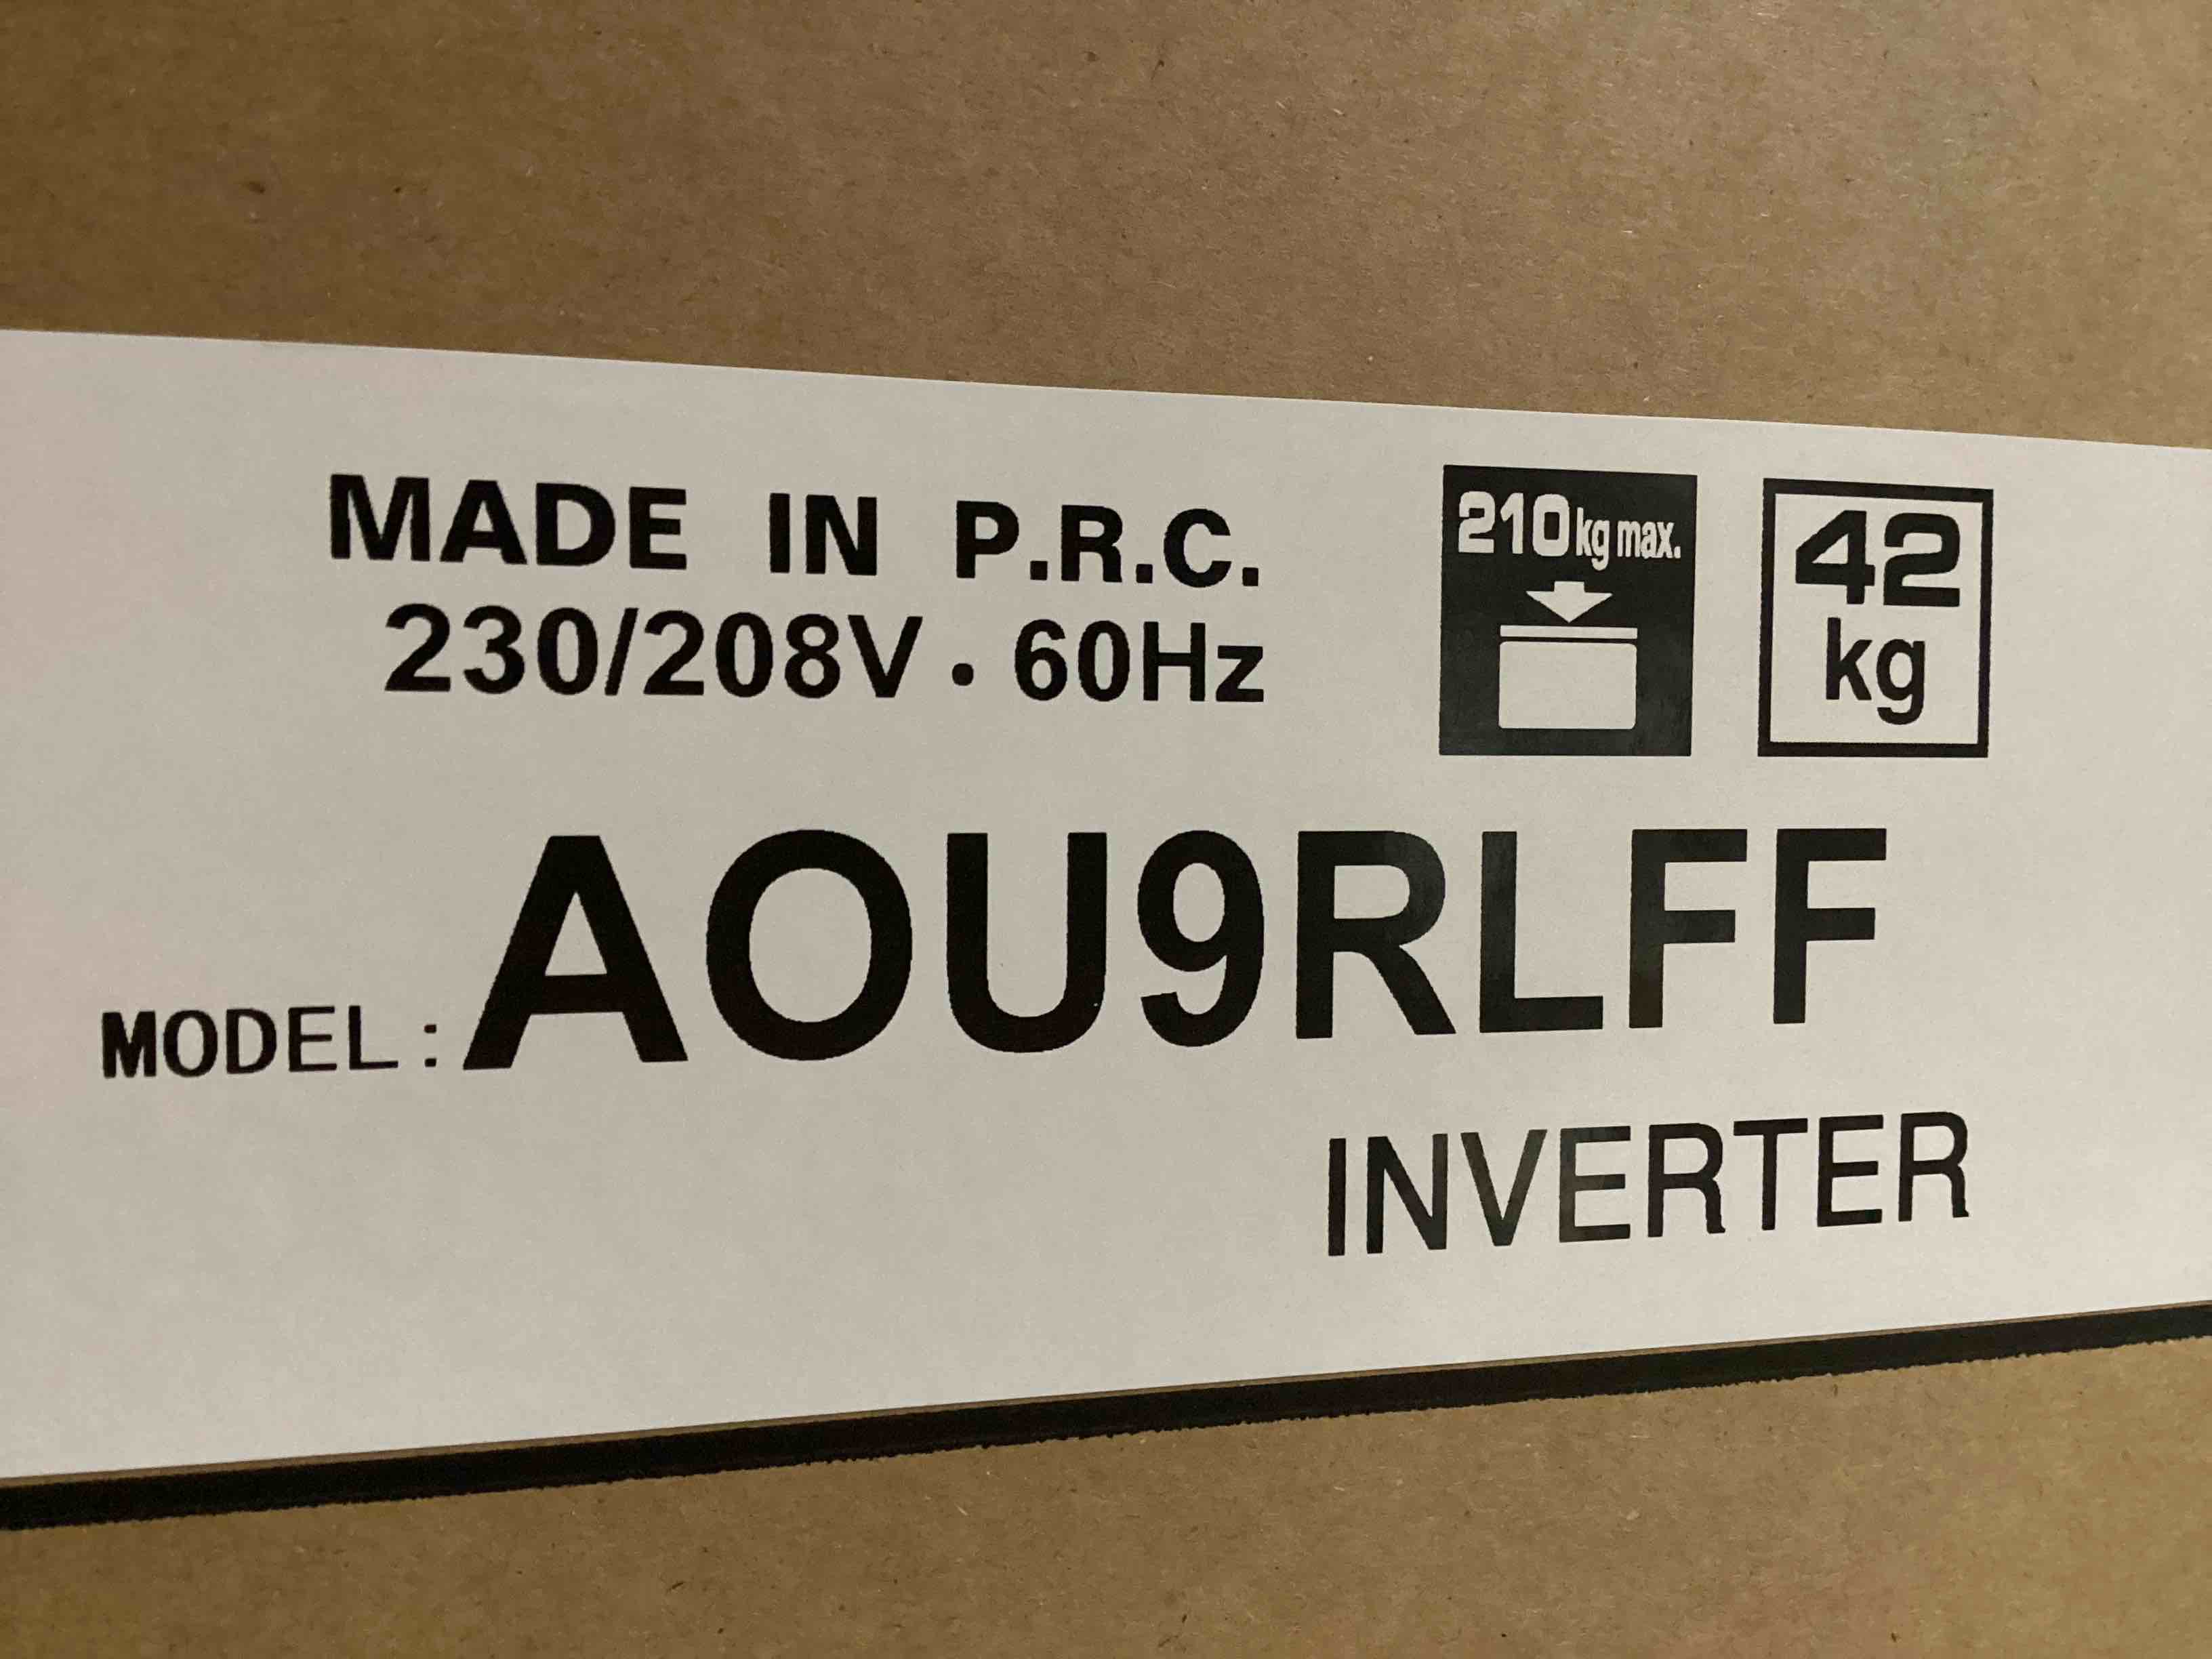 MADE IN P.R.C.
230/208V・60Hz
210kg max.
42
kg
MODEL:AOU9RLFF
INVERTER